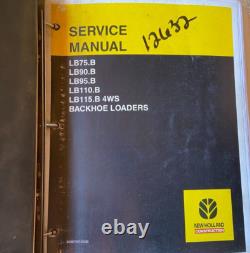 SERVICE
MANUAL
12632
LB75.B
LB90.B
LB95.B
LB110.B
LB115.B 4WS
BACKHOE LOADERS
NEW HOLLAND
CONSTRUCTION